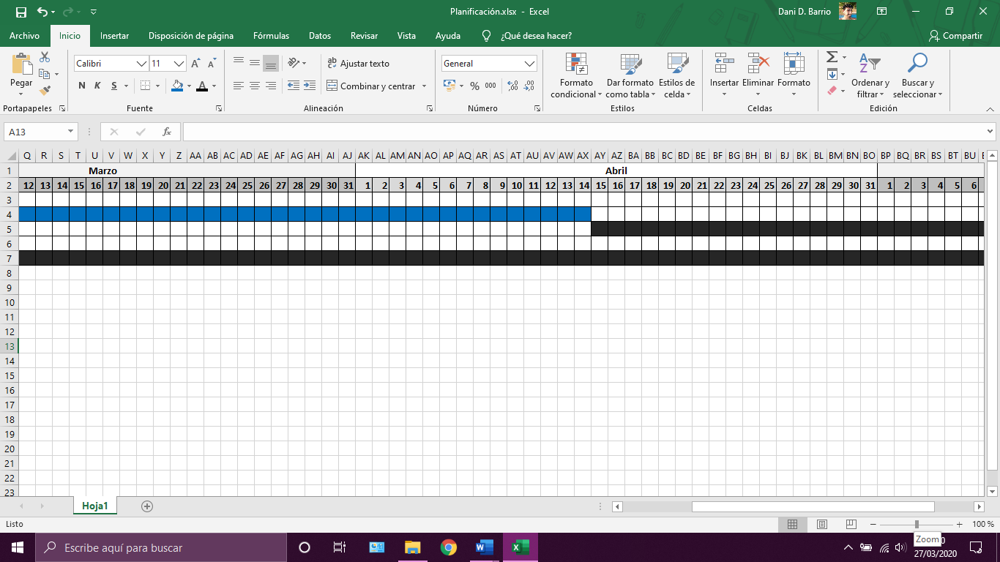 Planificación.xlsx - Excel
Dani D. Barrio
Archivo Inicio Insertar Disposición de página Fórmulas Datos Revisar Vista Ayuda ¿Qué desea hacer? Compartir
Calibri 11 Ajustar texto General
Pegar Formato condicional Dar formato como tabla Estilos de celda Insertar Eliminar Formato Ordenar y filtrar Buscar y seleccionar
N K S A Combinar y centrar % 000
Portapapeles Fuente Alineación Número Estilos Celdas Edición
A13 fx
Q R S T U V W X Y Z AA AB AC AD AE AF AG AH AI AJ AK AL AM AN AO AP AQ AR AS AT AU AV AW AX AY AZ BA BB BC BD BE BF BG BH BI BJ BK BL BM BN BO BP BQ BR BS BT BU
1 Marzo Abril
2 12 13 14 15 16 17 18 19 20 21 22 23 24 25 26 27 28 29 30 31 1 2 3 4 5 6 7 8 9 10 11 12 13 14 15 16 17 18 19 20 21 22 23 24 25 26 27 28 29 30 31 1 2 3 4 5 6
3
4
5
6
7
8
9
10
11
12
13
14
15
16
17
18
19
20
21
22
23
Hoja1
Listo 100 %
Escribe aquí para buscar
Zoom
27/03/2020